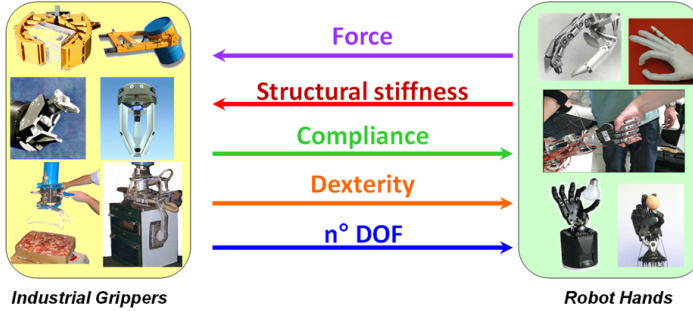 Force
Structural stiffness
Compliance
Dexterity
n° DOF
Industrial Grippers
Robot Hands